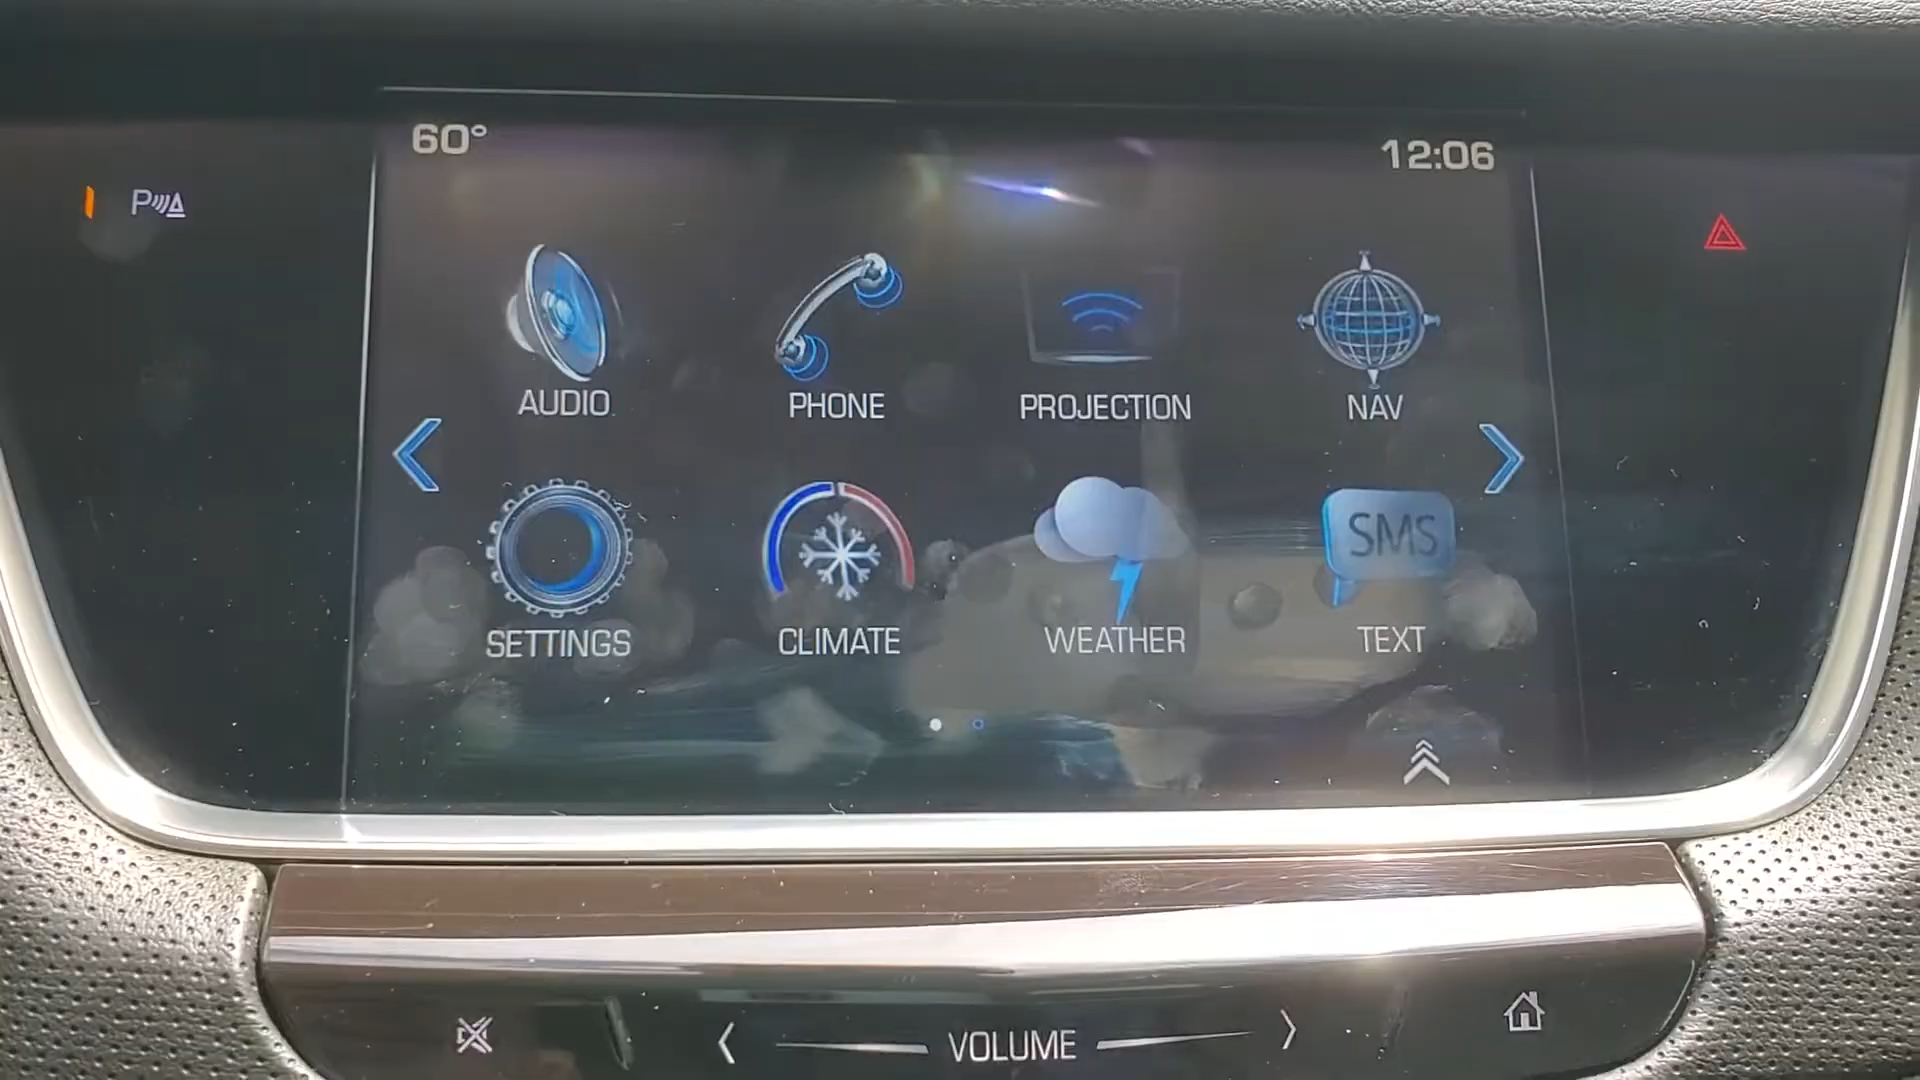 60°
12:06
P
AUDIO
PHONE
PROJECTION
NAV
SMS
SETTINGS
CLIMATE
WEATHER
TEXT
VOLUME